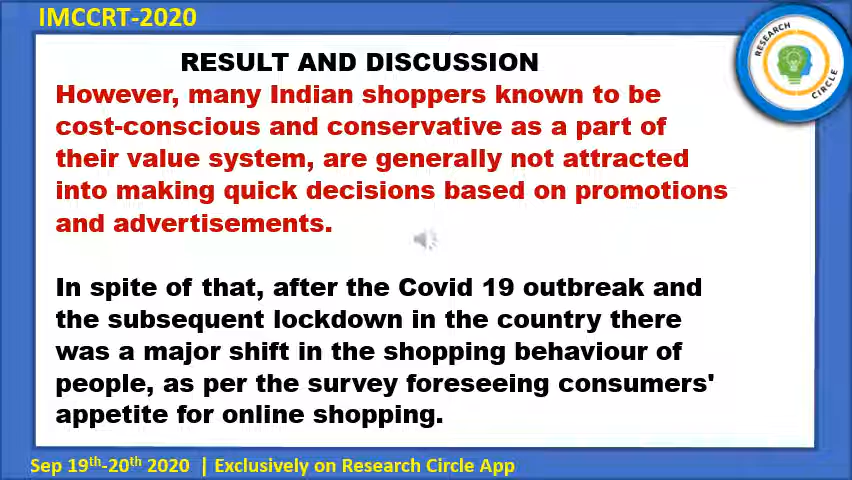 IMCCRT-2020
RESEARCH
CIRCLE
RESULT AND DISCUSSION
However, many Indian shoppers known to be
cost-conscious and conservative as a part of
their value system, are generally not attracted
into making quick decisions based on promotions
and advertisements.
In spite of that, after the Covid 19 outbreak and
the subsequent lockdown in the country there
was a major shift in the shopping behaviour of
people, as per the survey foreseeing consumers'
appetite for online shopping.
Sep 19th-20th 2020 | Exclusively on Research Circle App